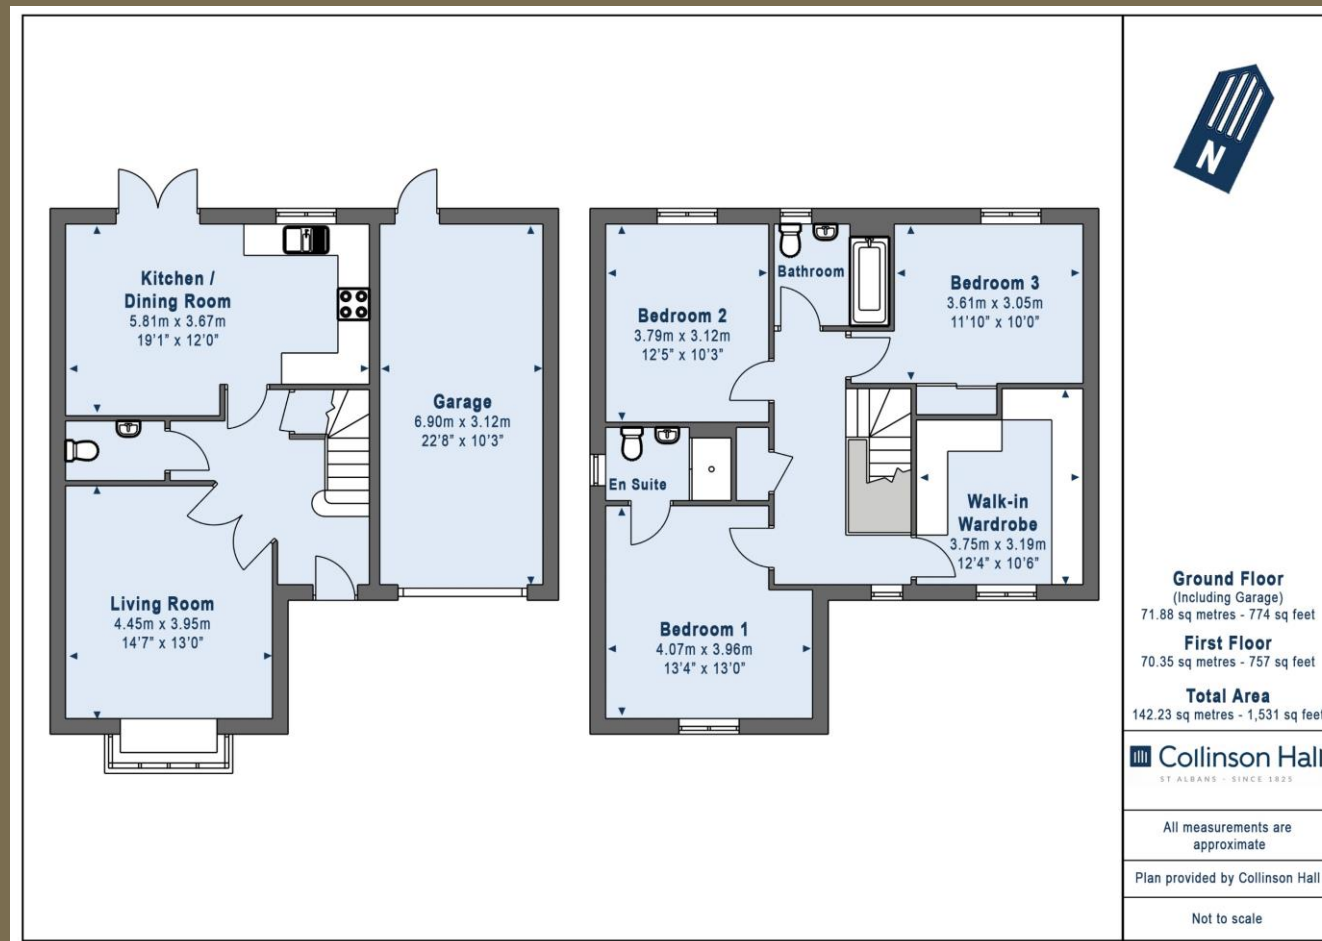 Kitchen /
Dining Room
5.81m x 3.67m
19'1" x 12'0"
Garage
6.90m x 3.12m
22'8" x 10'3"
Living Room
4.45m x 3.95m
14'7" x 13'0"
Bedroom 2
3.79m x 3.12m
12'5" x 10'3"
Bathroom
Bedroom 3
3.61m x 3.05m
11'10" x 10'0"
En Suite
Walk-in
Wardrobe
3.75m x 3.19m
12'4" x 10'6"
Bedroom 1
4.07m x 3.96m
13'4" x 13'0"
N
Ground Floor
(Including Garage)
71.88 sq metres - 774 sq feet
First Floor
70.35 sq metres - 757 sq feet
Total Area
142.23 sq metres - 1,531 sq feet
Collinson Hall
ST ALBANS - SINCE 1825
All measurements are
approximate
Plan provided by Collinson Hall
Not to scale